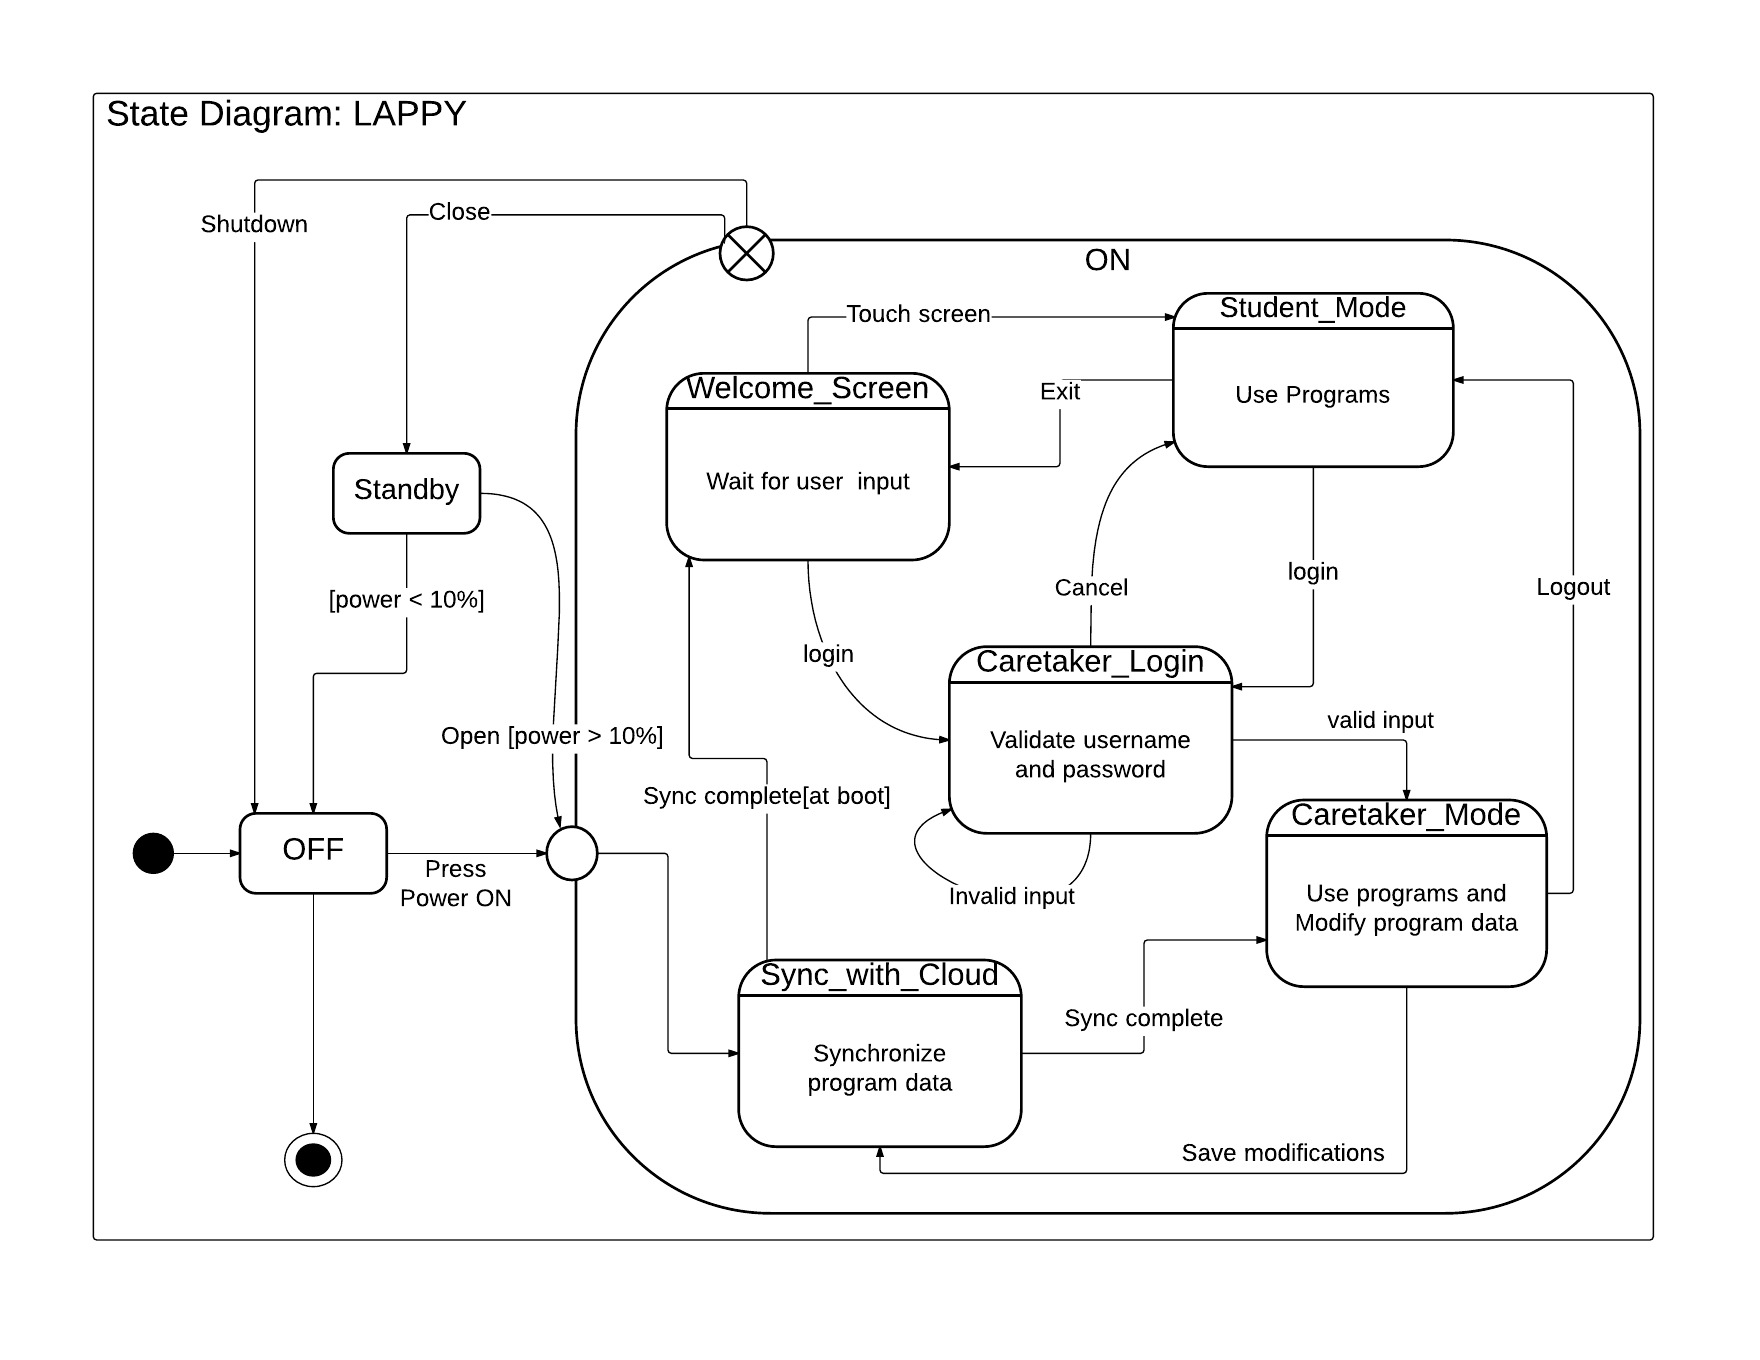 State Diagram: LAPPY
Shutdown
Close
ON
Touch screen
Student_Mode
Use Programs
Exit
Welcome_Screen
Wait for user  input
Standby
[power < 10%]
Cancel
login
Logout
login
Caretaker_Login
Validate username
and password
valid input
Open [power > 10%]
Sync complete[at boot]
Caretaker_Mode
Use programs and
Modify program data
OFF
Press
Power ON
Invalid input
Sync_with_Cloud
Synchronize
program data
Sync complete
Save modifications